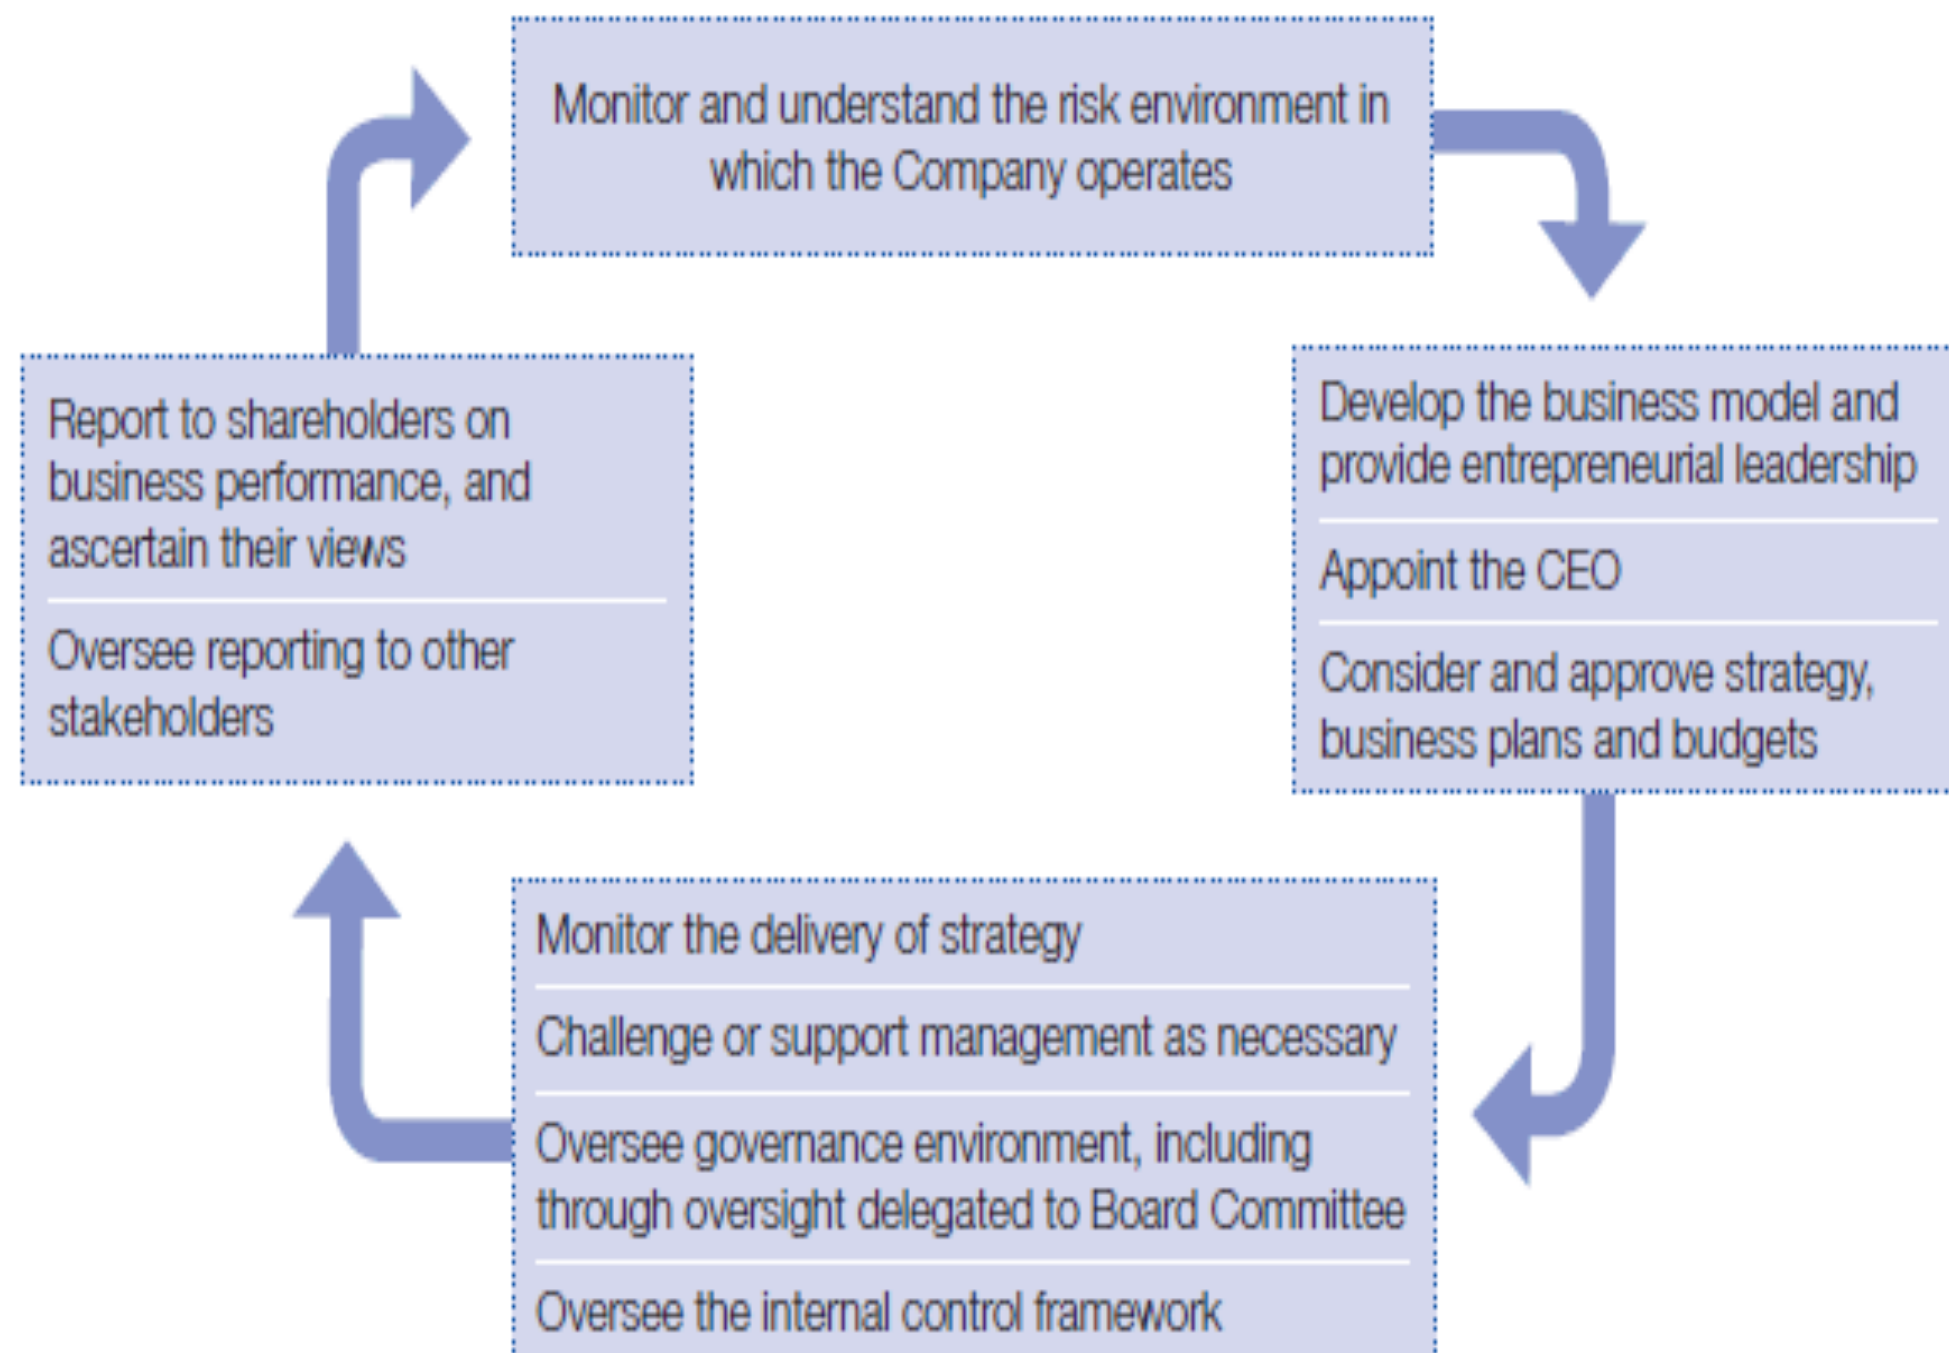 Monitor and understand the risk environment in
which the Company operates
Develop the business model and
provide entrepreneurial leadership
Appoint the CEO
Consider and approve strategy,
business plans and budgets
Monitor the delivery of strategy
Challenge or support management as necessary
Oversee governance environment, including
through oversight delegated to Board Committee
Oversee the internal control framework
Report to shareholders on
business performance, and
ascertain their views
Oversee reporting to other
stakeholders